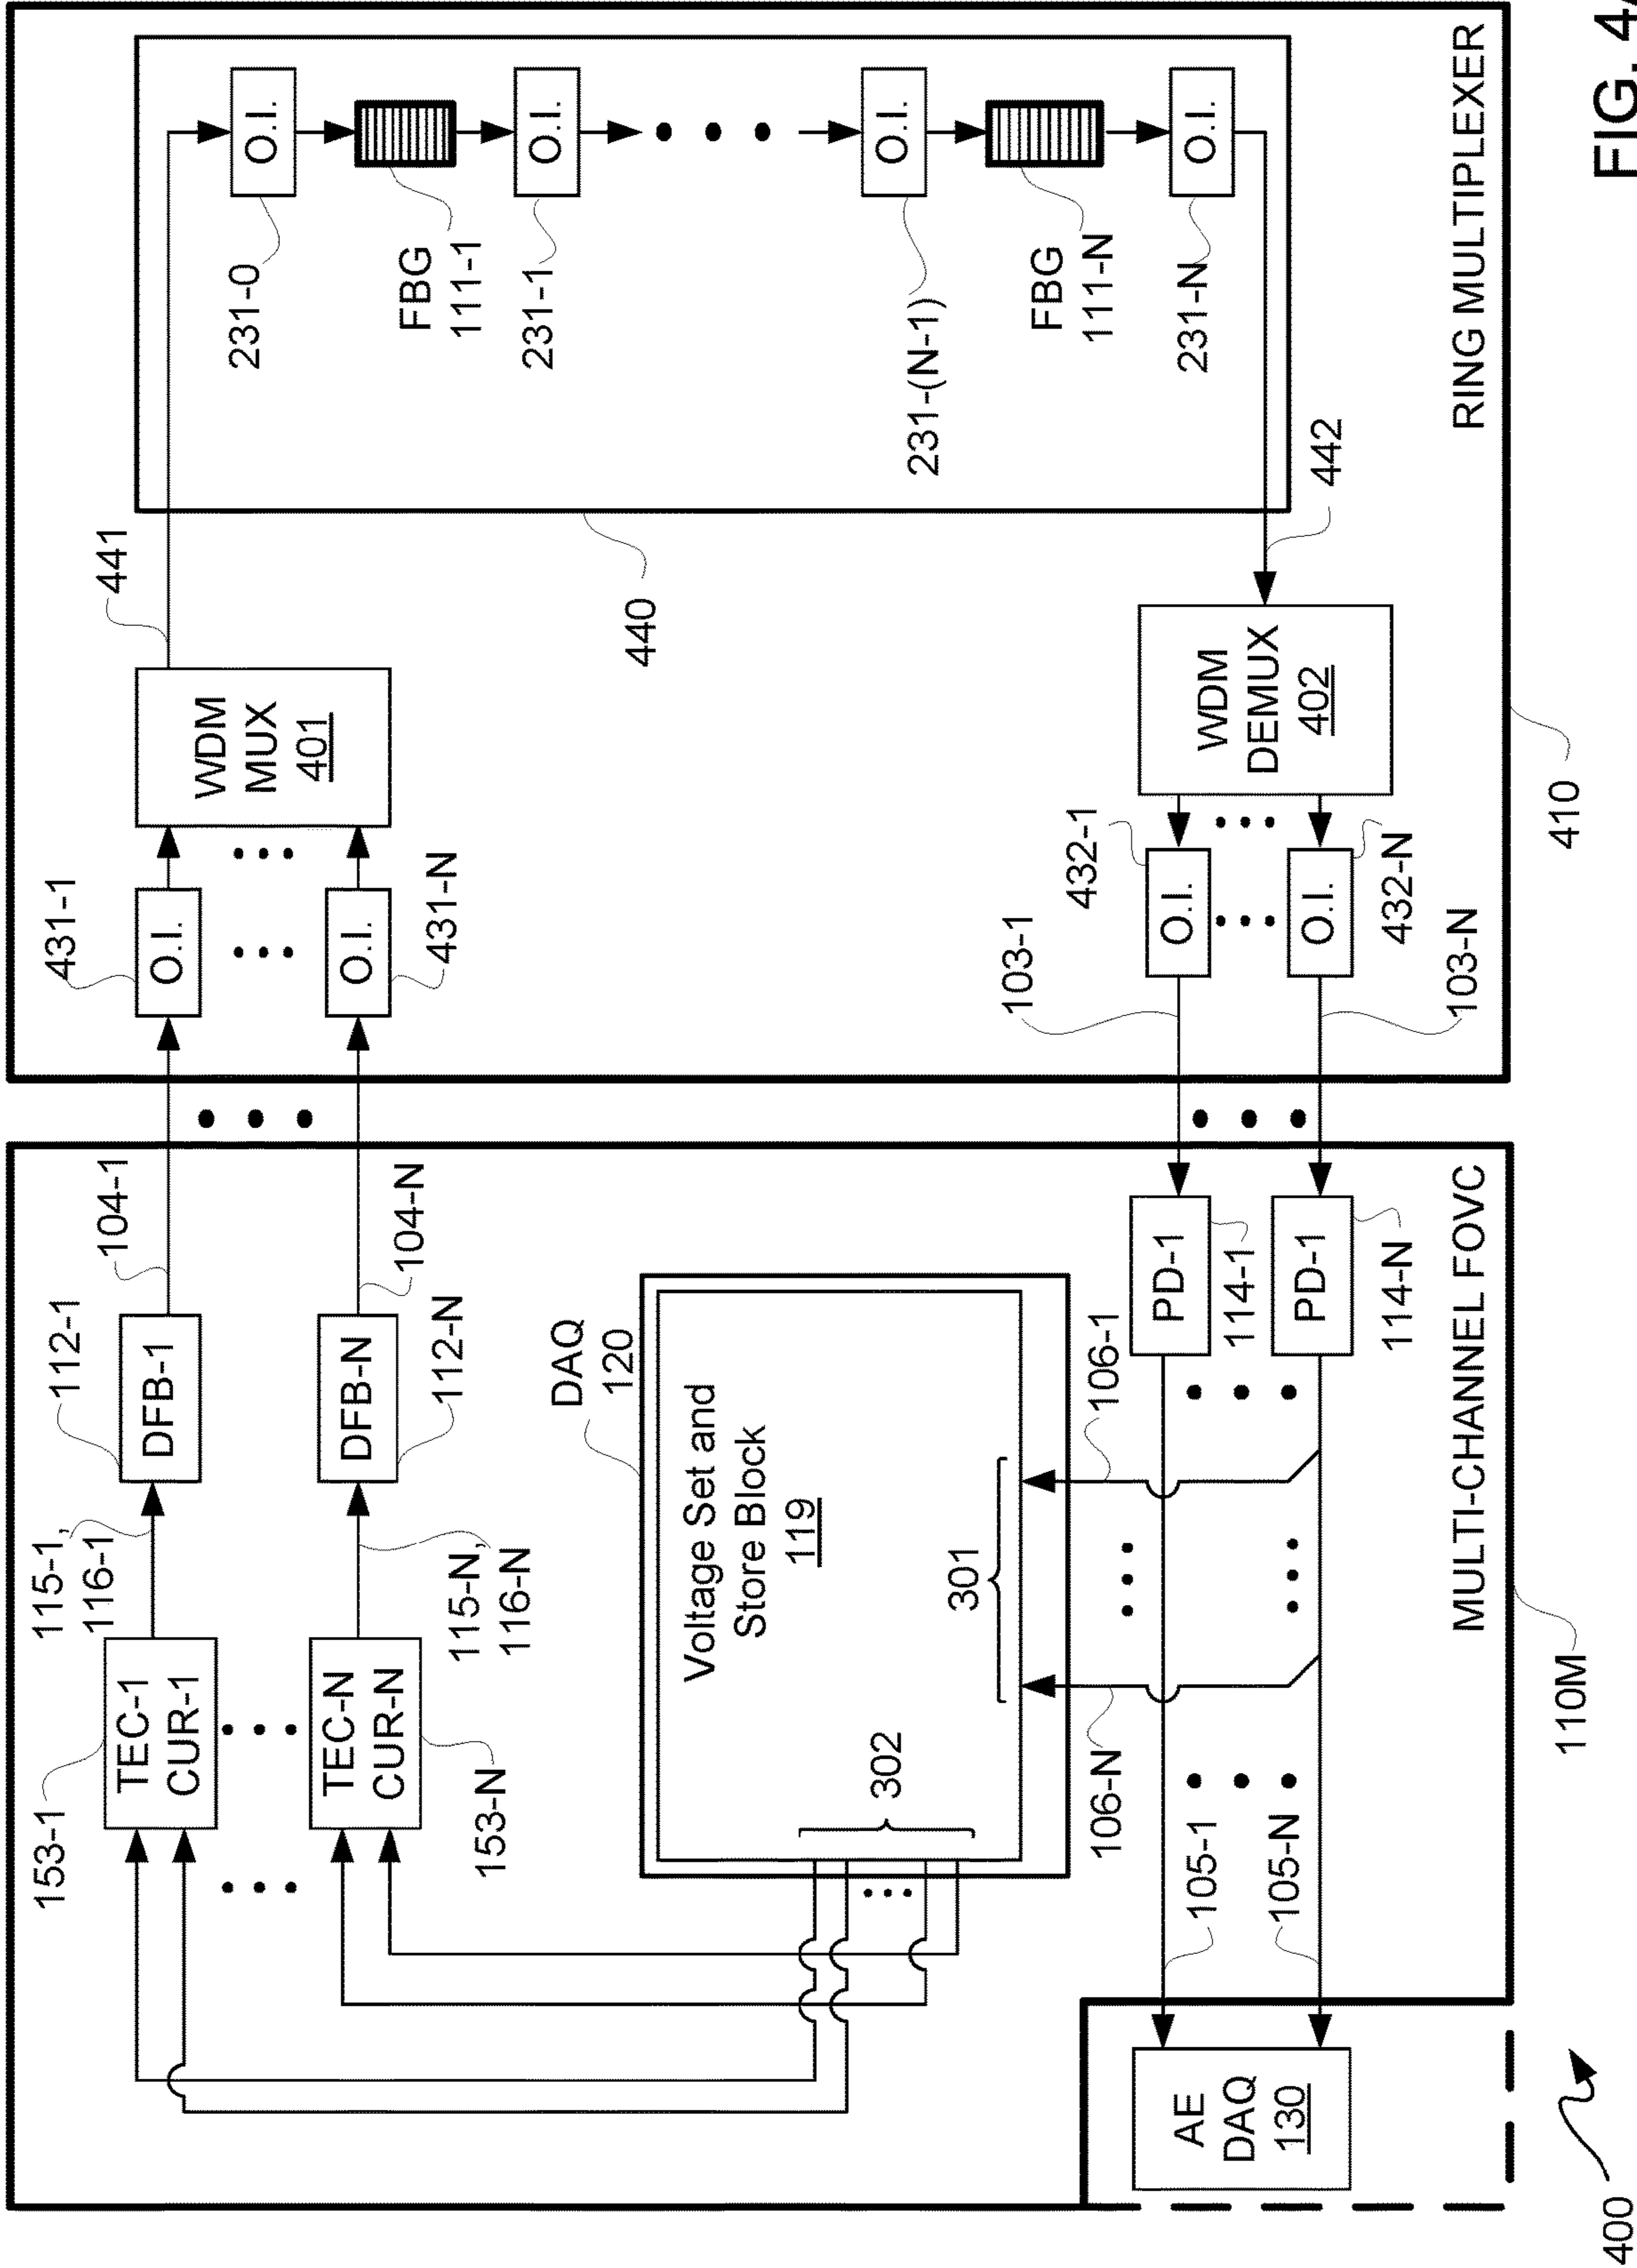 153-1
TEC-1
CUR-1
115-1,
116-1
112-1
DFB-1
104-1
431-1
O.I.
WDM
MUX
401
441
O.I.
231-0
FBG
111-1
O.I.
231-1
O.I.
231-(N-1)
FBG
111-N
O.I.
231-N
440
442
TEC-N
CUR-N
153-N
115-N,
116-N
DFB-N
112-N
104-N
O.I.
431-N
DAQ
120
Voltage Set and
Store Block
119
302
301
106-N
106-1
105-1
105-N
AE
DAQ
130
PD-1
114-1
PD-1
114-N
103-1
103-N
432-1
O.I.
O.I.
432-N
WDM
DEMUX
402
MULTI-CHANNEL FOVC
110M
RING MULTIPLEXER
410
400